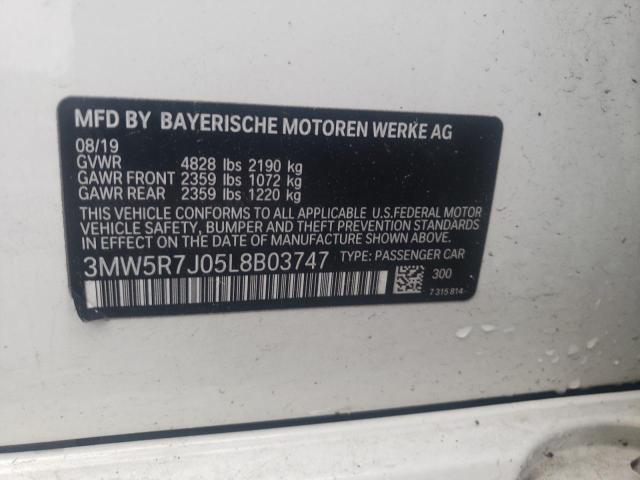 MFD BY BAYERISCHE MOTOREN WERKE AG
08/19
GVWR 4828 lbs 2190 kg
GAWR FRONT 2359 lbs 1072 kg
GAWR REAR 2359 lbs 1220 kg
THIS VEHICLE CONFORMS TO ALL APPLICABLE U.S.FEDERAL MOTOR
VEHICLE SAFETY, BUMPER AND THEFT PREVENTION STANDARDS
IN EFFECT ON THE DATE OF MANUFACTURE SHOWN ABOVE.
3MW5R7J05L8B03747 TYPE: PASSENGER CAR
300
7 315 814